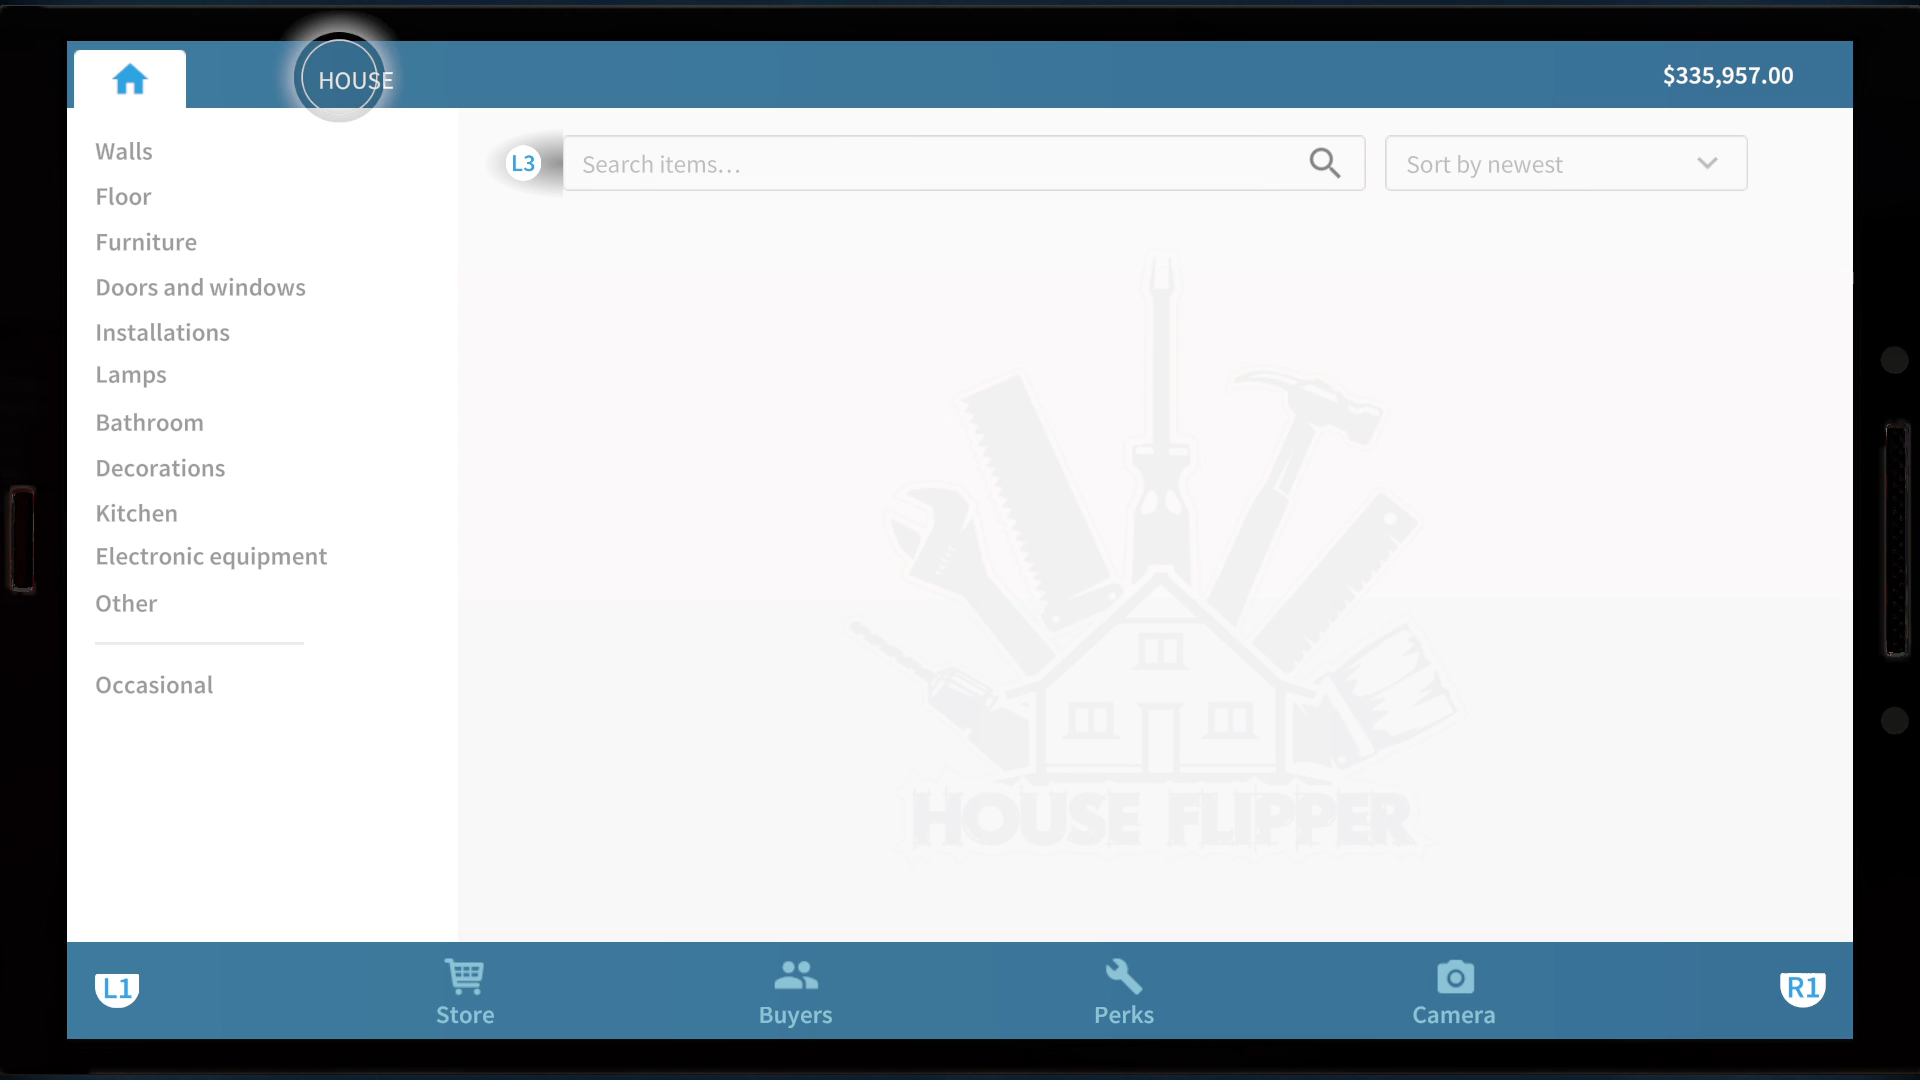 HOUSE
$335,957.00
Walls
Floor
Furniture
Doors and windows
Installations
Lamps
Bathroom
Decorations
Kitchen
Electronic equipment
Other
Occasional
L3
Search items...
Sort by newest
HOUSE FLIPPER
L1
Store
Buyers
Perks
Camera
R1